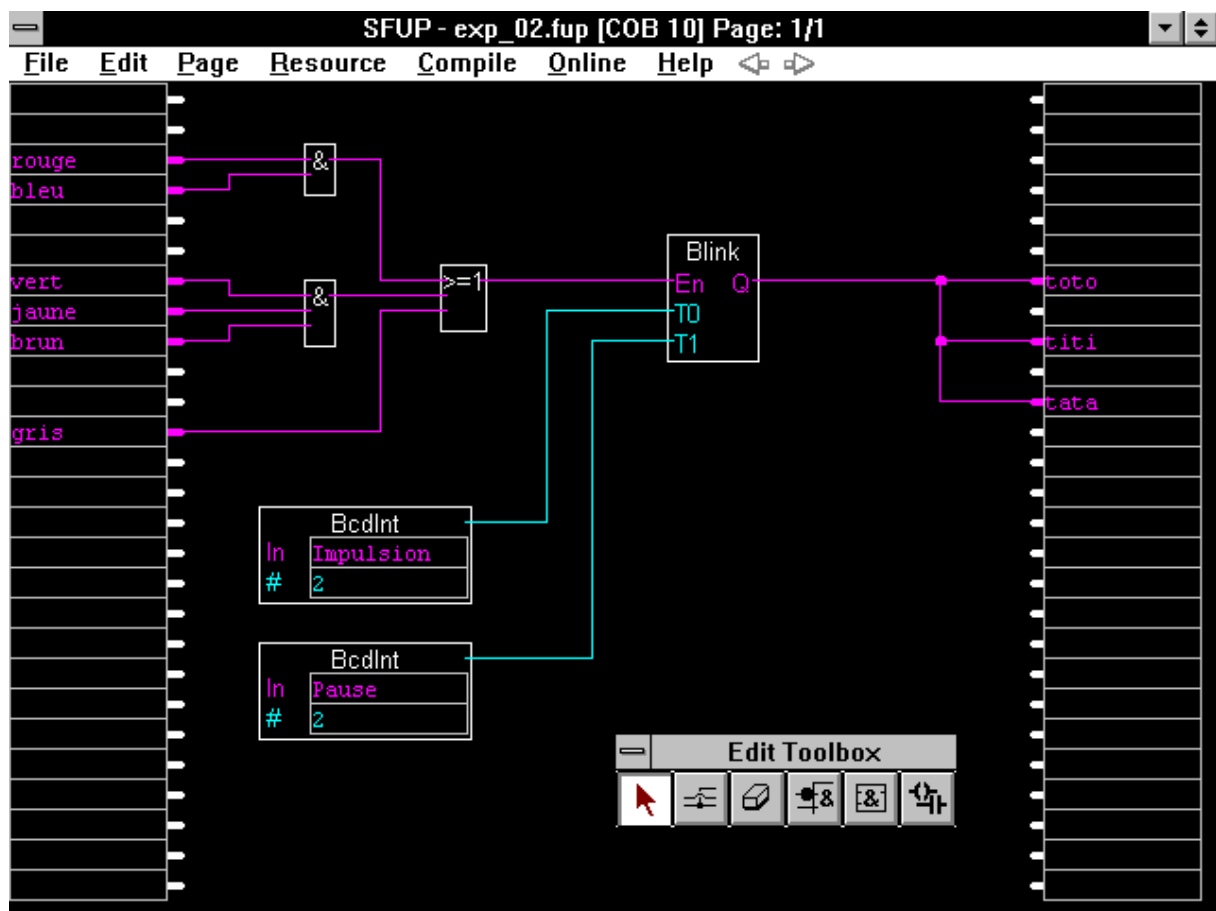 SFUP - exp_02.fup [COB 10] Page: 1/1
File Edit Page Resource Compile Online Help
rouge
&
bleu
Blink
vert
&
>=1
En Q
toto
jaune
T0
brun
T1
titi
tata
gris
BcdInt
In Impulsion
# 2
BcdInt
In Pause
# 2
Edit Toolbox
& &